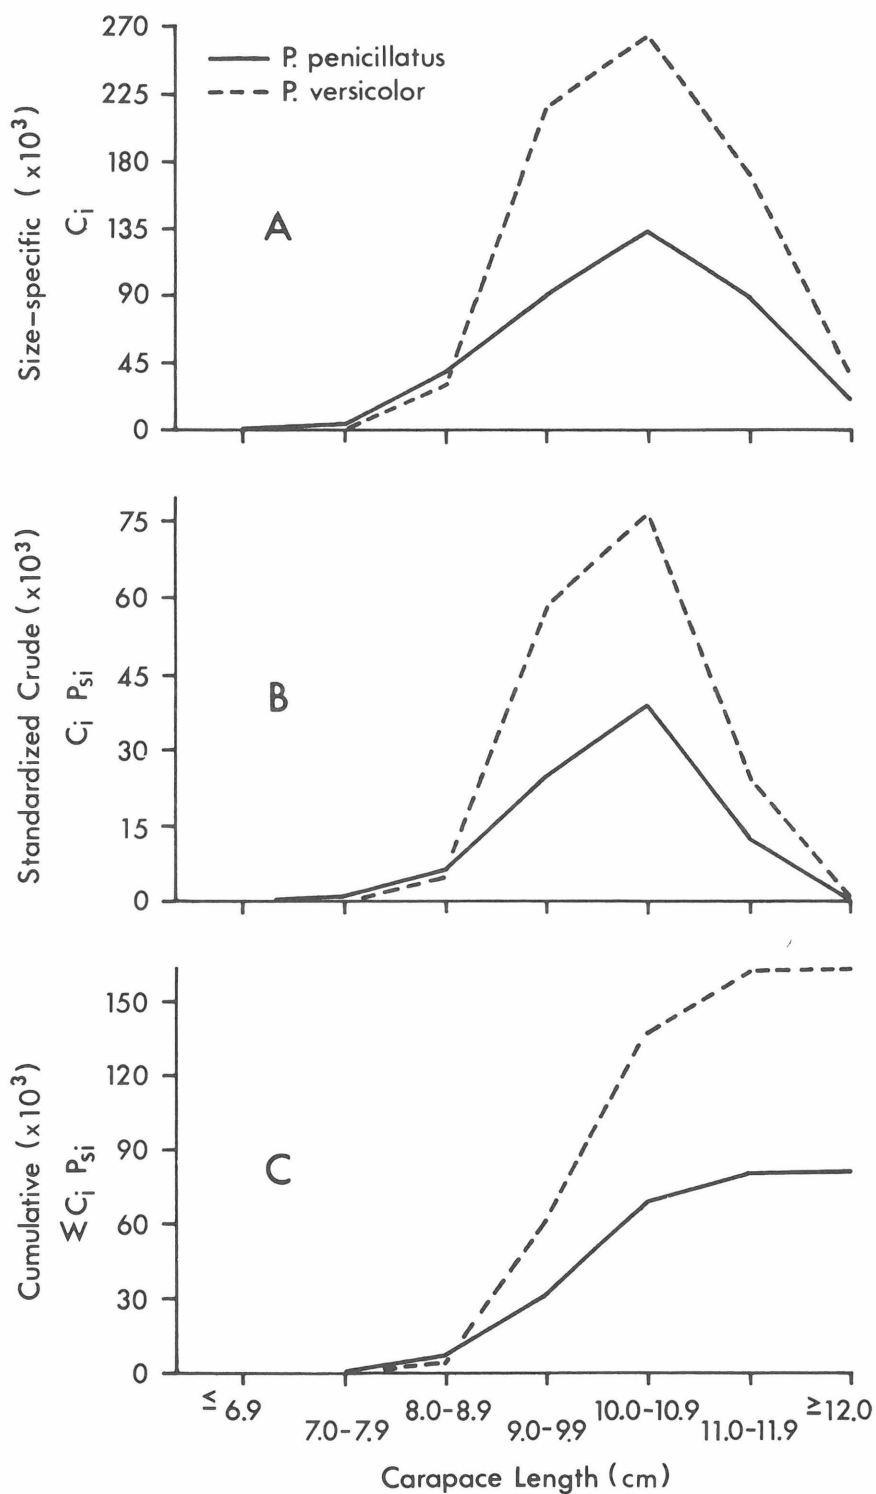 Size-specific (x10³)
Cᵢ
270
225
180
135
90
45
0
P. penicillatus
P. versicolor
A
Standardized Crude (x10³)
Cᵢ Pₛᵢ
75
60
45
30
15
0
B
Cumulative (x10³)
ΣCᵢ Pₛᵢ
150
120
90
60
30
0
C
≤ 6.9
7.0-7.9
8.0-8.9
9.0-9.9
10.0-10.9
11.0-11.9
≥12.0
Carapace Length (cm)